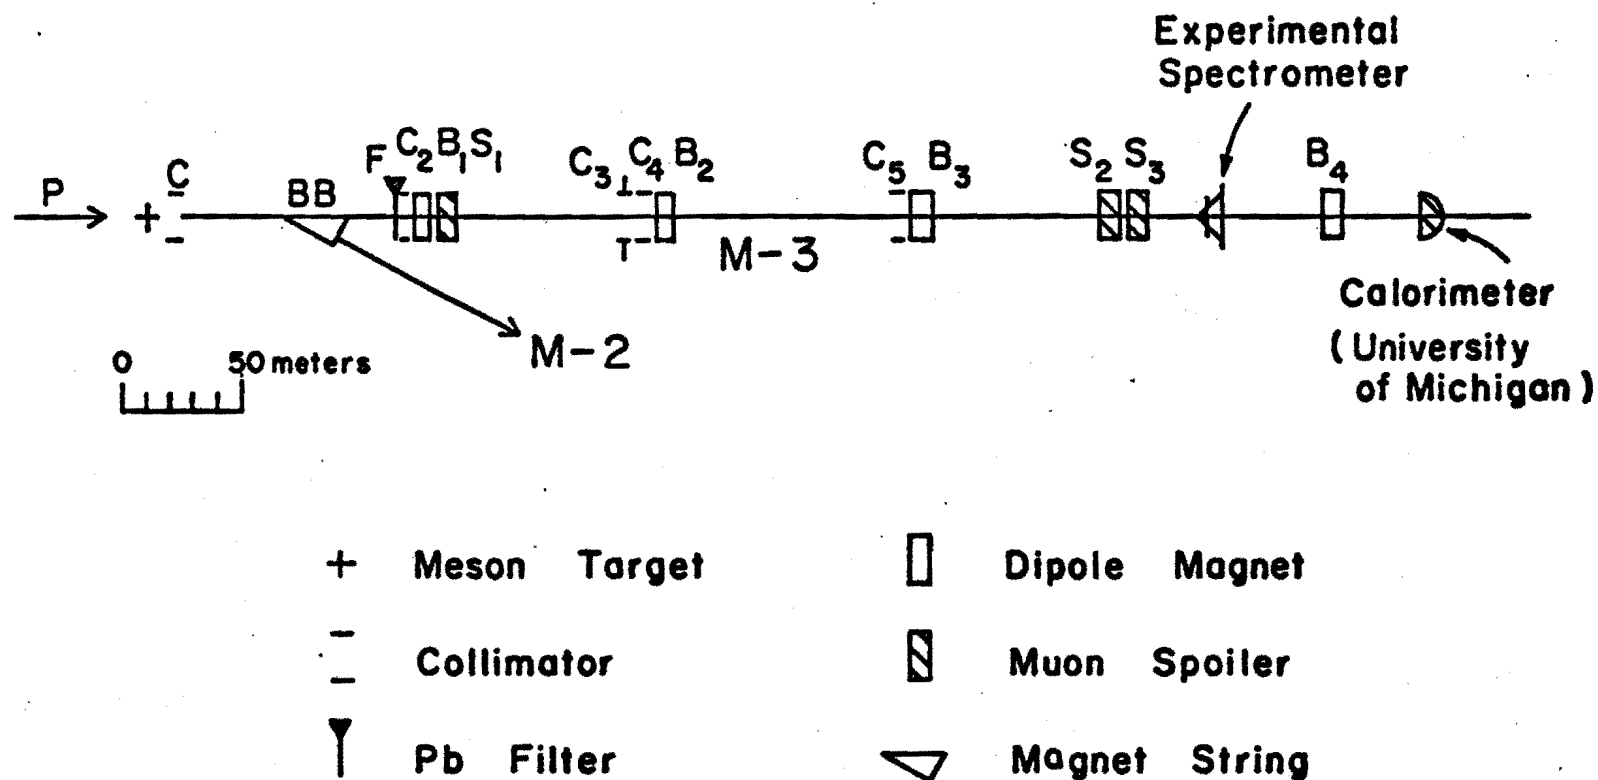 Experimental
Spectrometer
P
C
BB
F C₂ B₁ S₁
C₃ C₄ B₂
C₅ B₃
S₂ S₃
B₄
M-3
M-2
Calorimeter
(University
of Michigan)
0 50 meters
+ Meson Target
Collimator
Pb Filter
Dipole Magnet
Muon Spoiler
Magnet String